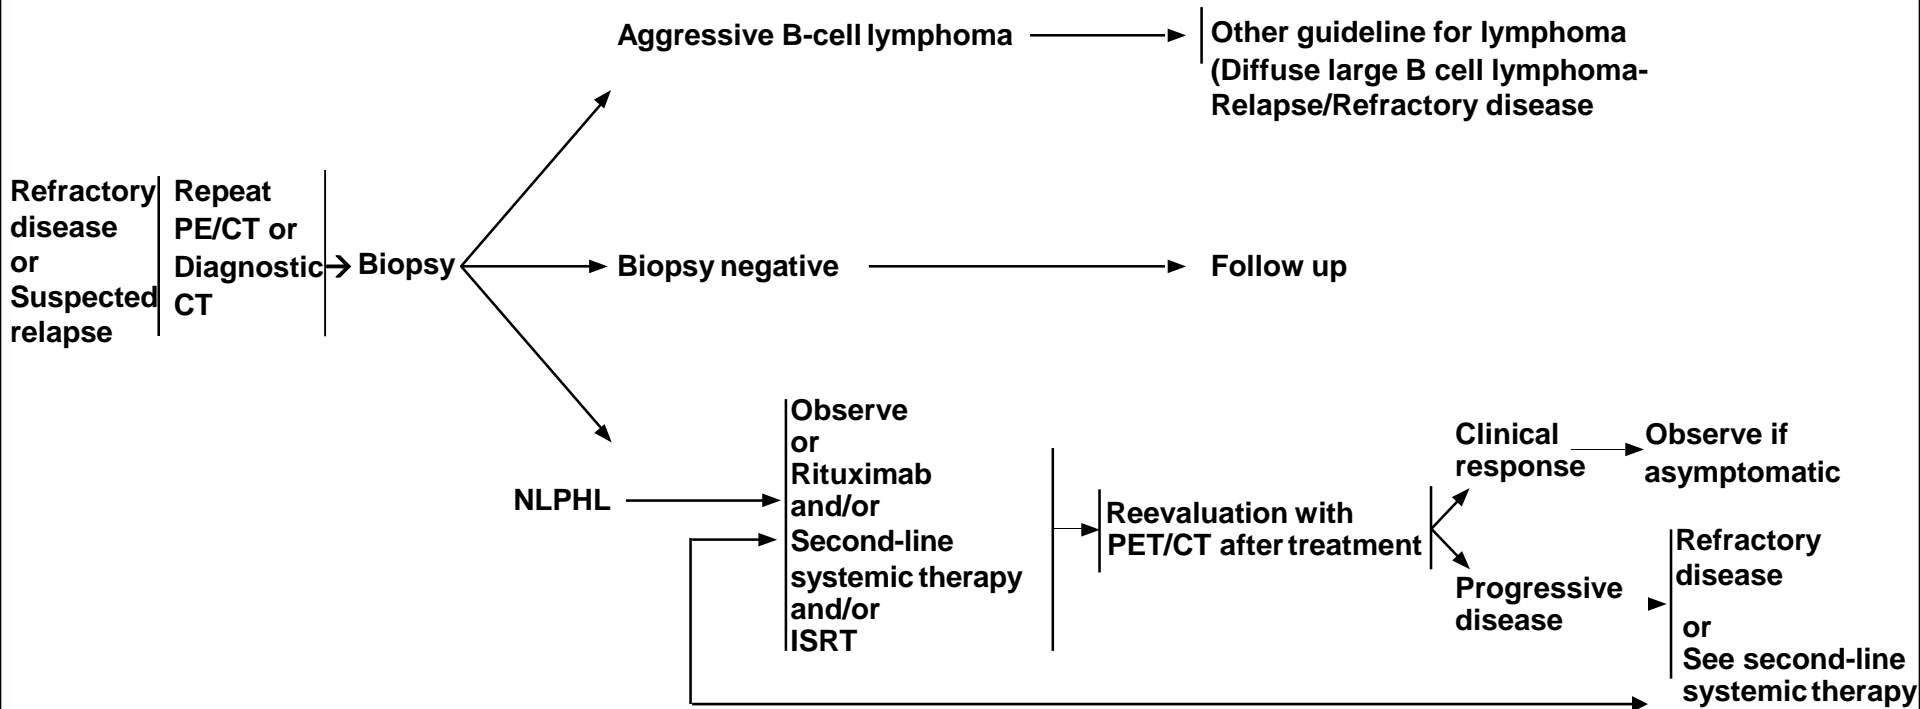 Aggressive B-cell lymphoma
Other guideline for lymphoma
(Diffuse large B cell lymphoma-
Relapse/Refractory disease
Refractory
disease
or
Suspected
relapse
Repeat
PE/CT or
Diagnostic
CT
Biopsy
Biopsy negative
Follow up
NLPHL
Observe
or
Rituximab
and/or
Second-line
systemic therapy
and/or
ISRT
Reevaluation with
PET/CT after treatment
Clinical
response
Observe if
asymptomatic
Progressive
disease
Refractory
disease
or
See second-line
systemic therapy